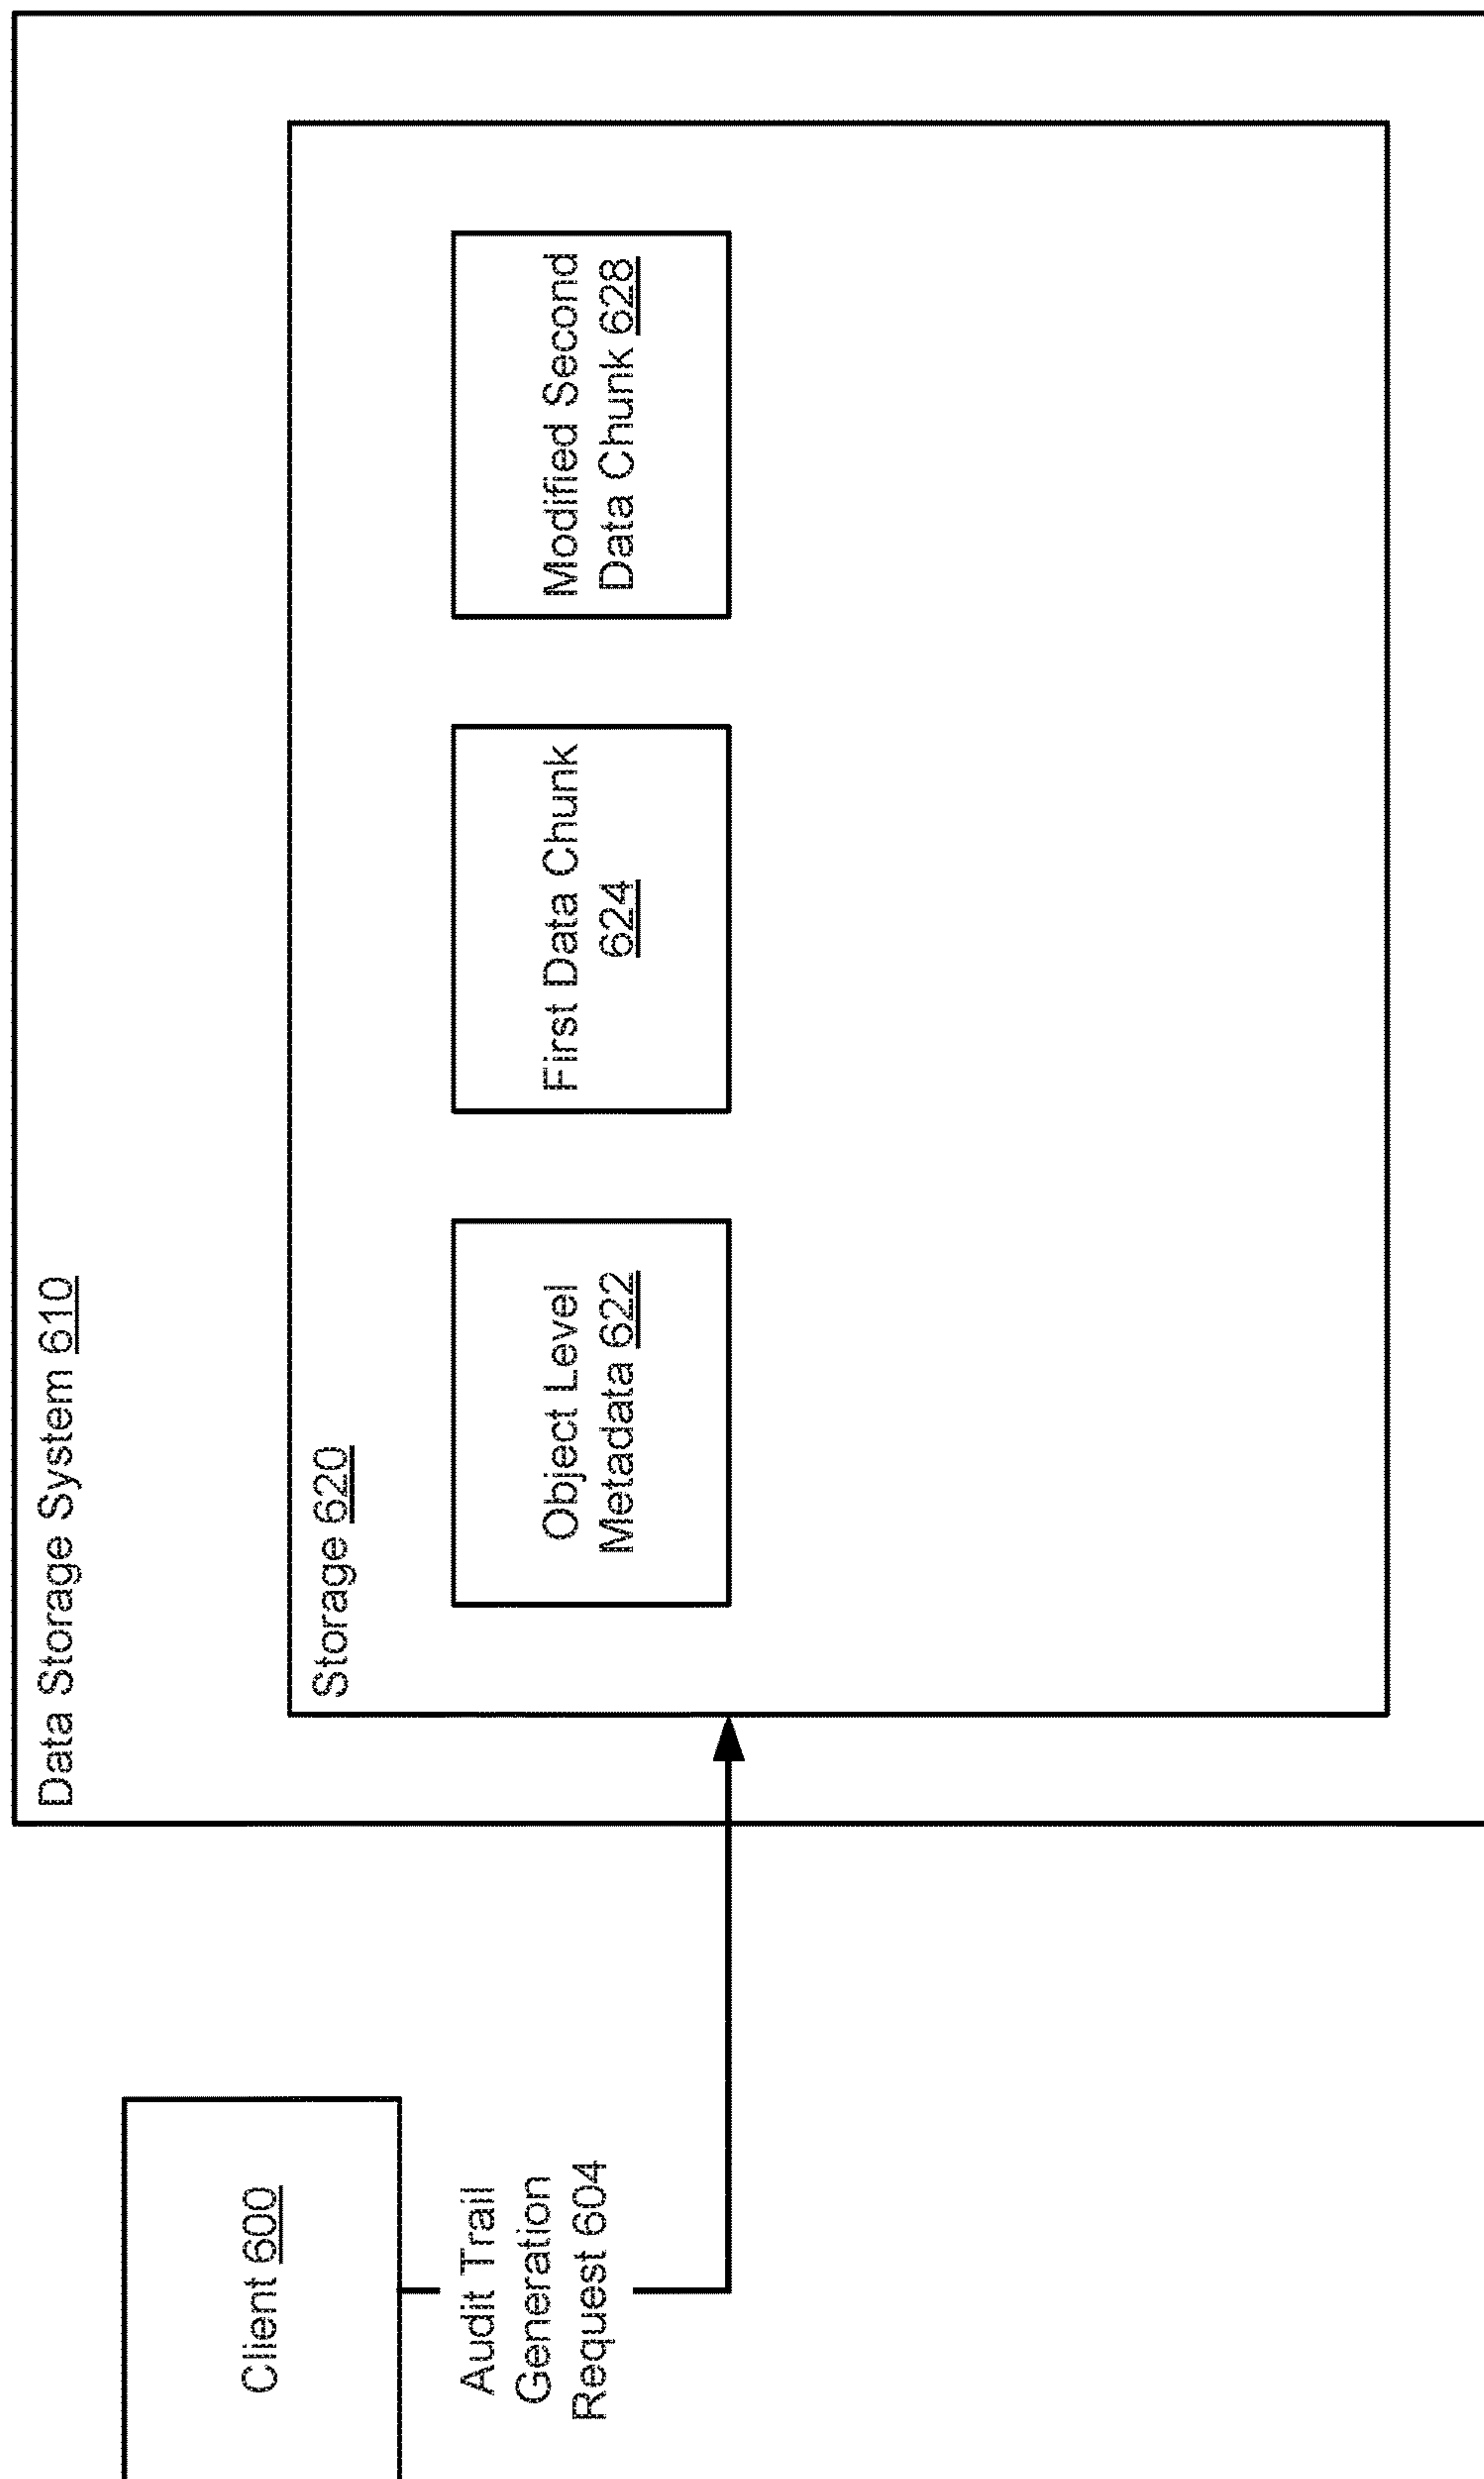 Data Storage System 610
Client 600
Storage 620
Audit Trail
Generation
Request 604
Object Level
Metadata 622
First Data Chunk
624
Modified Second
Data Chunk 628